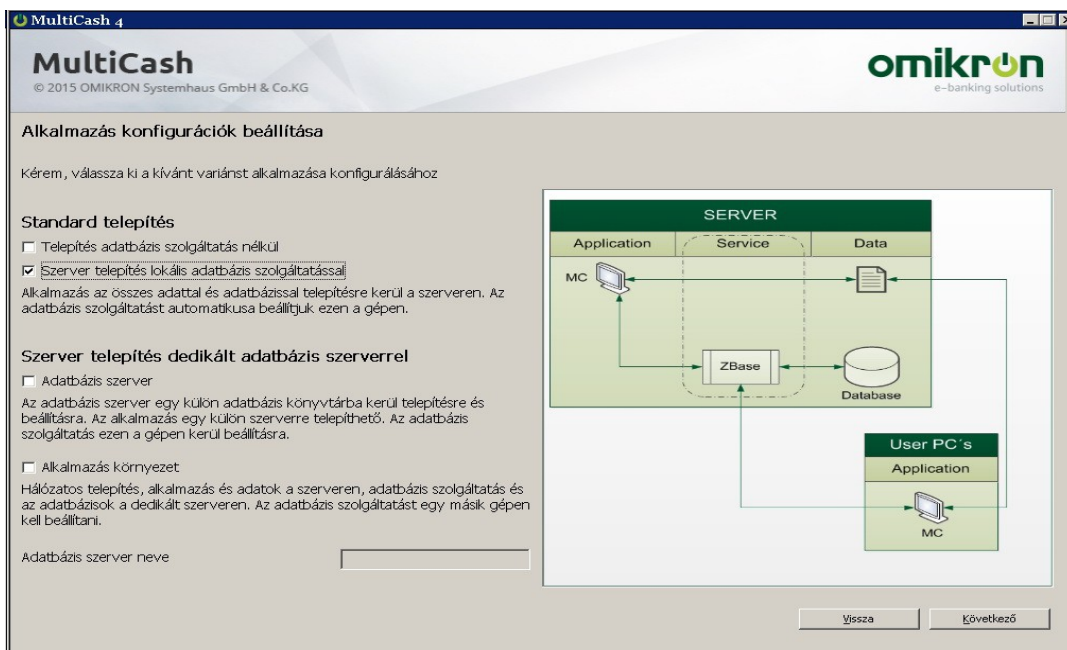 MultiCash 4
MultiCash
© 2015 OMIKRON Systemhaus GmbH & Co.KG
omikron
e-banking solutions
Alkalmazás konfigurációk beállítása
Kérem, válassza ki a kívánt variánst alkalmazása konfigurálásához
Standard telepítés
Telepítés adatbázis szolgáltatás nélkül
Szerver telepítés lokális adatbázis szolgáltatással
Alkalmazás az összes adattal és adatbázissal telepítésre kerül a szerveren. Az
adatbázis szolgáltatást automatikusa beállítjuk ezen a gépen.
Szerver telepítés dedikált adatbázis szerverrel
Adatbázis szerver
Az adatbázis szerver egy külön adatbázis könyvtárba kerül telepítésre és
beállításra. Az alkalmazás egy külön szerverre telepíthető. Az adatbázis
szolgáltatás ezen a gépen kerül beállításra.
Alkalmazás környezet
Hálózatos telepítés, alkalmazás és adatok a szerveren, adatbázis szolgáltatás és
az adatbázisok a dedikált szerveren. Az adatbázis szolgáltatást egy másik gépen
kell beállítani.
Adatbázis szerver neve
SERVER
Application Service Data
MC
ZBase
Database
User PC´s
Application
MC
Vissza
Következő